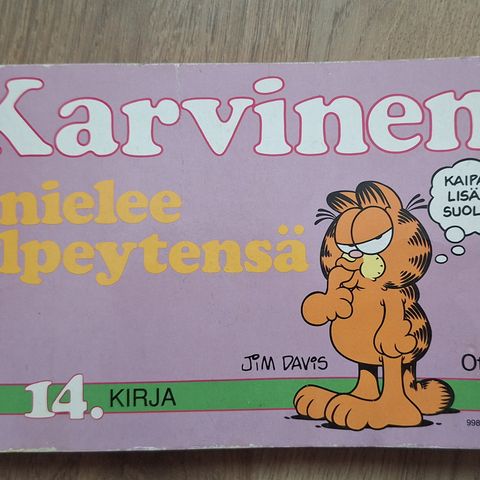 Karvinen
nielee
lpeytensä
KAIPA
LISÄ
SUOL
JIM DAVIS
Ot
14. KIRJA
998